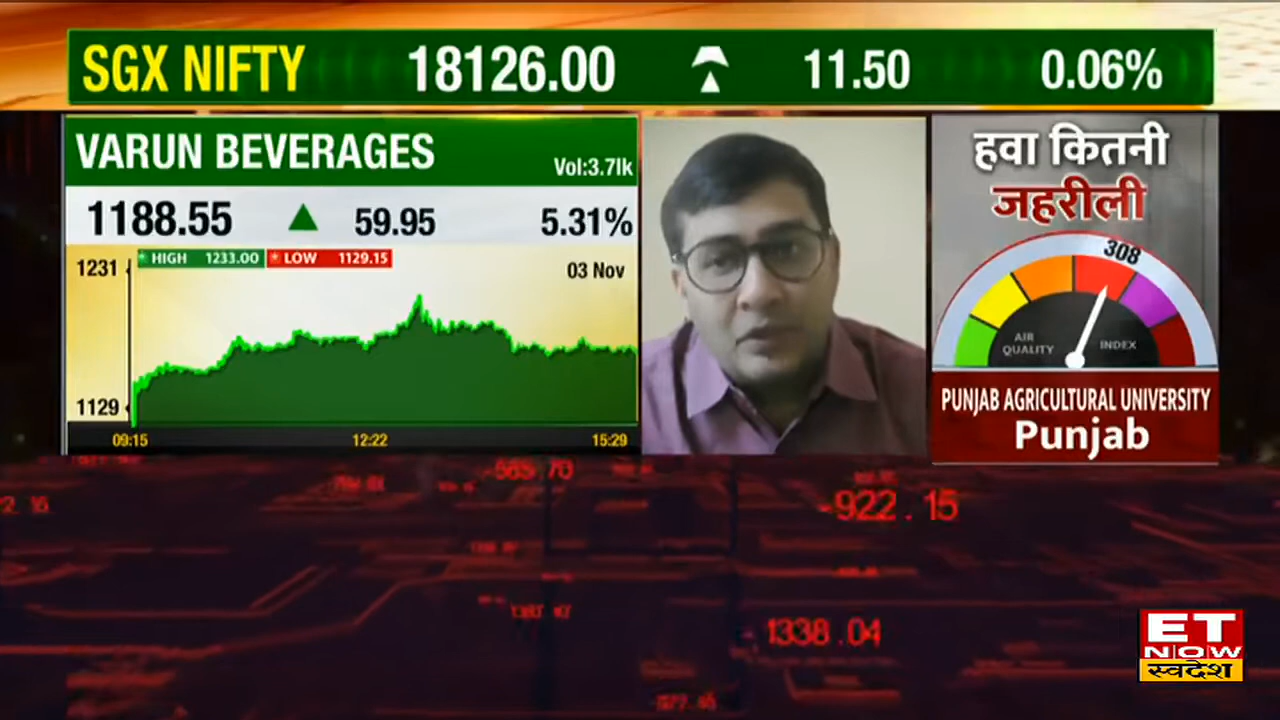 SGX NIFTY 18126.00 11.50 0.06%
VARUN BEVERAGES Vol:3.7lk
1188.55 59.95 5.31%
HIGH 1233.00 LOW 1129.15
1231
03 Nov
1129
09:15 12:22 15:29
हवा कितनी
जहरीली
308
AIR
QUALITY
INDEX
PUNJAB AGRICULTURAL UNIVERSITY
Punjab
-585.70
-922.15
1338.04
ET
NOW
स्वदेश